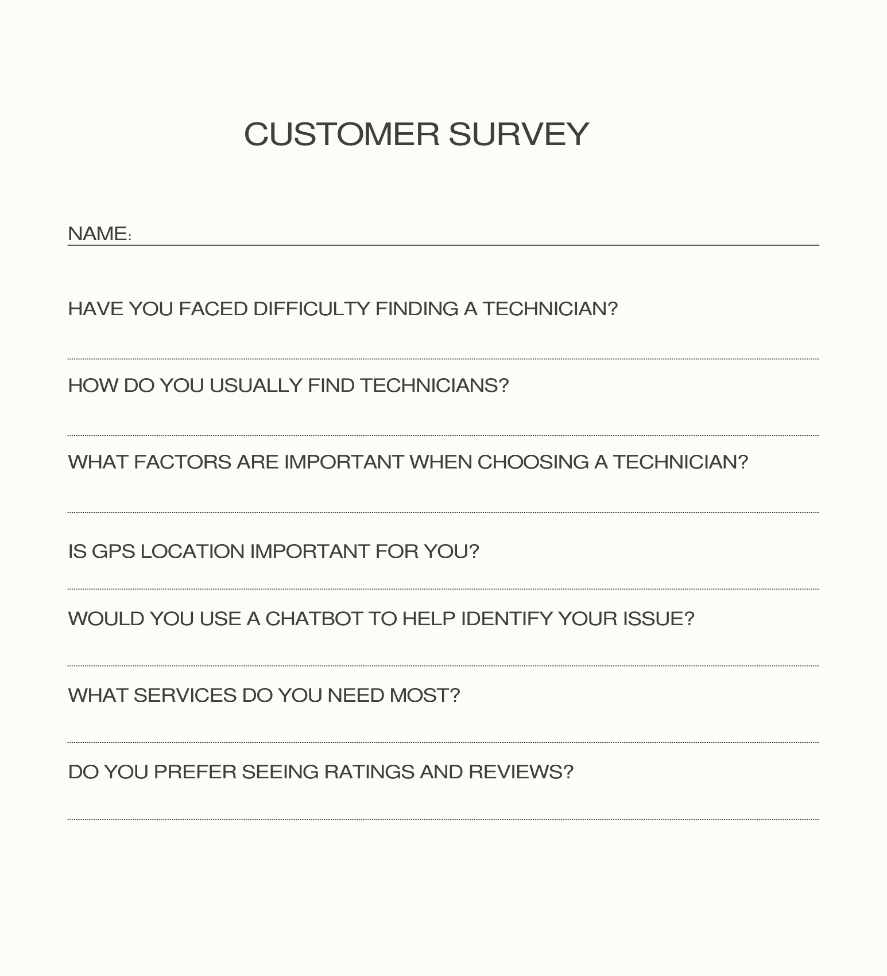 CUSTOMER SURVEY
NAME:
HAVE YOU FACED DIFFICULTY FINDING A TECHNICIAN?
HOW DO YOU USUALLY FIND TECHNICIANS?
WHAT FACTORS ARE IMPORTANT WHEN CHOOSING A TECHNICIAN?
IS GPS LOCATION IMPORTANT FOR YOU?
WOULD YOU USE A CHATBOT TO HELP IDENTIFY YOUR ISSUE?
WHAT SERVICES DO YOU NEED MOST?
DO YOU PREFER SEEING RATINGS AND REVIEWS?